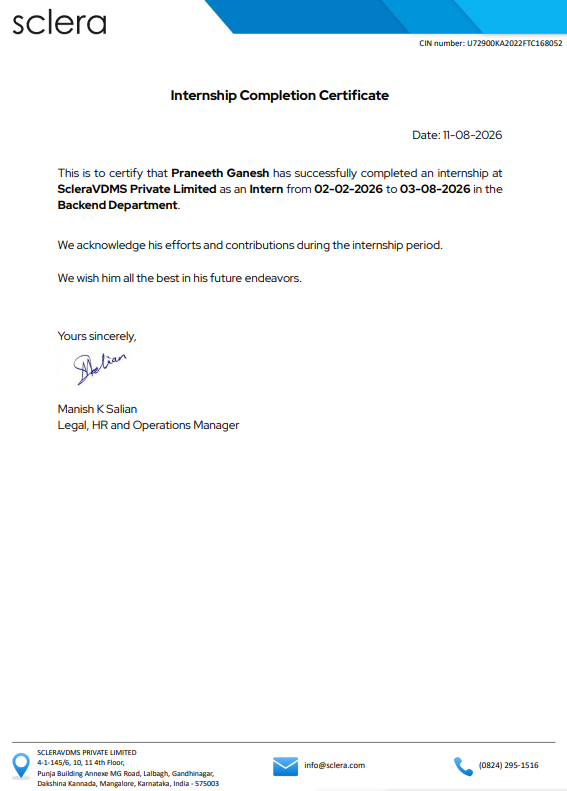 sclera
CIN number: U72900KA2022FTC168052
Internship Completion Certificate
Date: 11-08-2026
This is to certify that Praneeth Ganesh has successfully completed an internship at
ScleraVDMS Private Limited as an Intern from 02-02-2026 to 03-08-2026 in the
Backend Department.
We acknowledge his efforts and contributions during the internship period.
We wish him all the best in his future endeavors.
Yours sincerely,
Salian
Manish K Salian
Legal, HR and Operations Manager
SCLERAVDMS PRIVATE LIMITED
4-1-145/6, 10, 11 4th Floor,
Punja Building Annexe MG Road, Lalbagh, Gandhinagar,
Dakshina Kannada, Mangalore, Karnataka, India - 575003
info@sclera.com
(0824) 295-1516